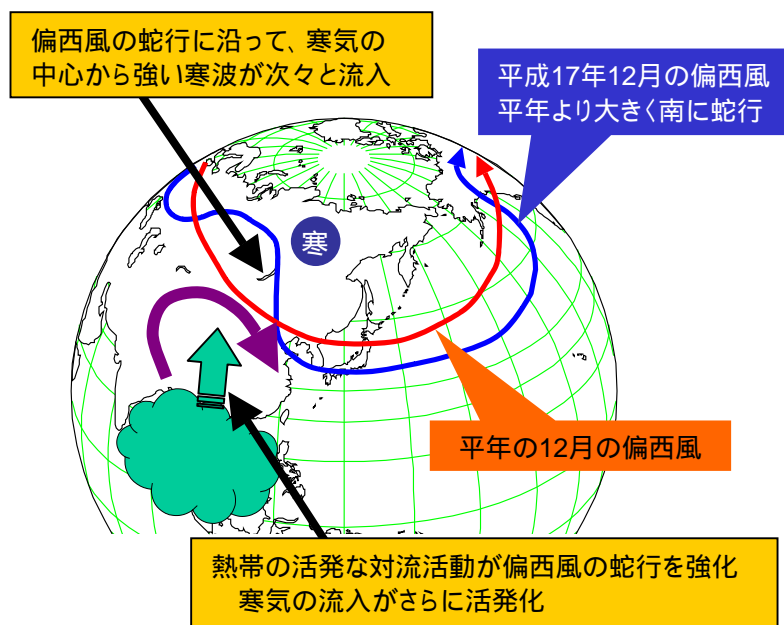 偏西風の蛇行に沿って、寒気の
中心から強い寒波が次々と流入
平成17年12月の偏西風
平年より大きく南に蛇行
寒
平年の12月の偏西風
熱帯の活発な対流活動が偏西風の蛇行を強化
寒気の流入がさらに活発化